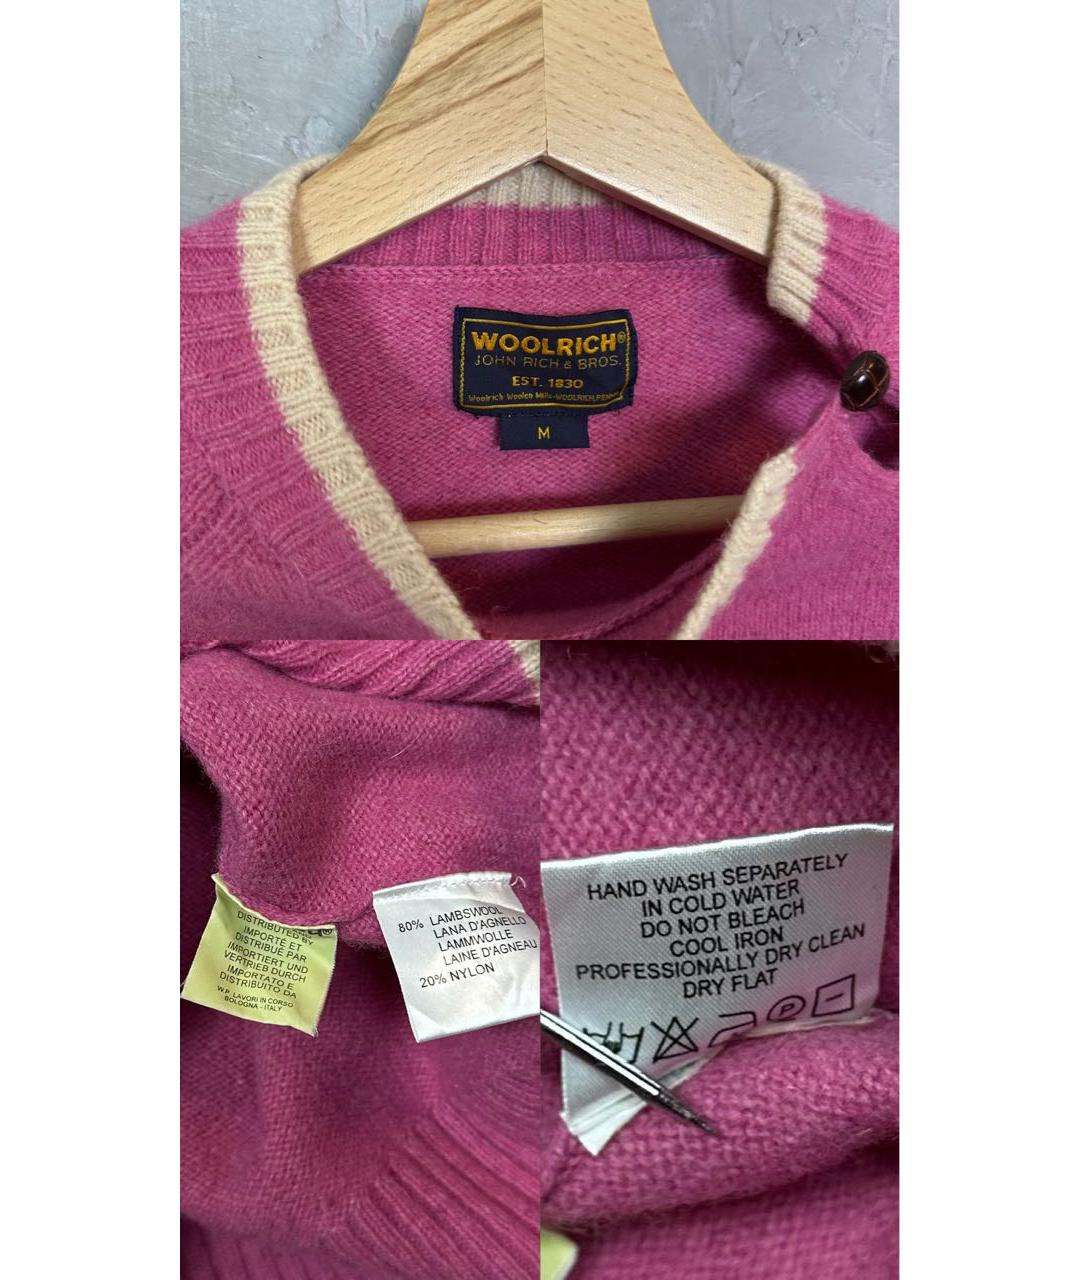 WOOLRICH®
JOHN RICH & BROS.
EST. 1830
Woolrich Woolen Mills-WOOLRICH,PENN
M
DISTRIBUTED BY
IMPORTÉ ET
DISTRIBUÉ PAR
IMPORTIERT UND
VERTRIEB DURCH
IMPORTATO E
DISTRIBUITO DA
W.P. LAVORI IN CORSO
BOLOGNA - ITALY
80% LAMBSWOOL
LANA D'AGNELLO
LAMMWOLLE
LAINE D'AGNEAU
20% NYLON
HAND WASH SEPARATELY
IN COLD WATER
DO NOT BLEACH
COOL IRON
PROFESSIONALLY DRY CLEAN
DRY FLAT
P